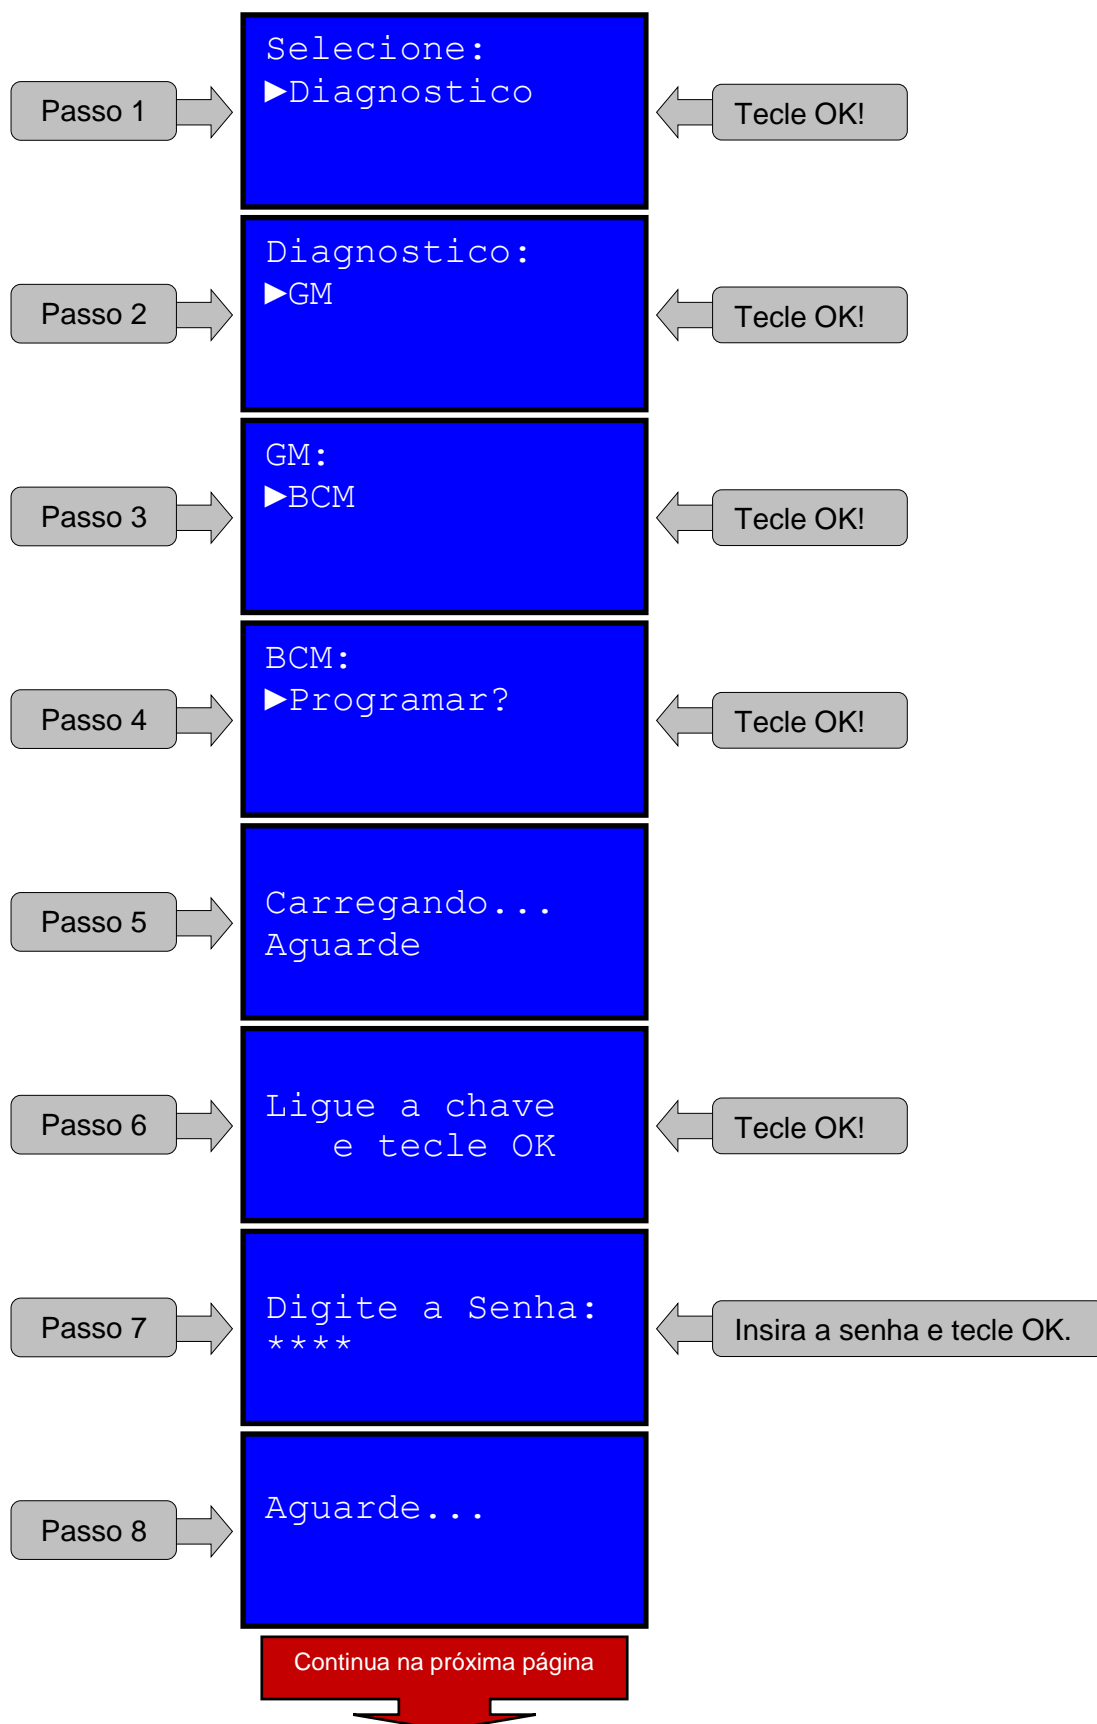 Selecione:
►Diagnostico
Passo 1
Tecle OK!
Diagnostico:
►GM
Passo 2
Tecle OK!
GM:
►BCM
Passo 3
Tecle OK!
BCM:
►Programar?
Passo 4
Tecle OK!
Carregando...
Aguarde
Passo 5
Ligue a chave
e tecle OK
Passo 6
Tecle OK!
Digite a Senha:
****
Passo 7
Insira a senha e tecle OK.
Aguarde...
Passo 8
Continua na próxima página